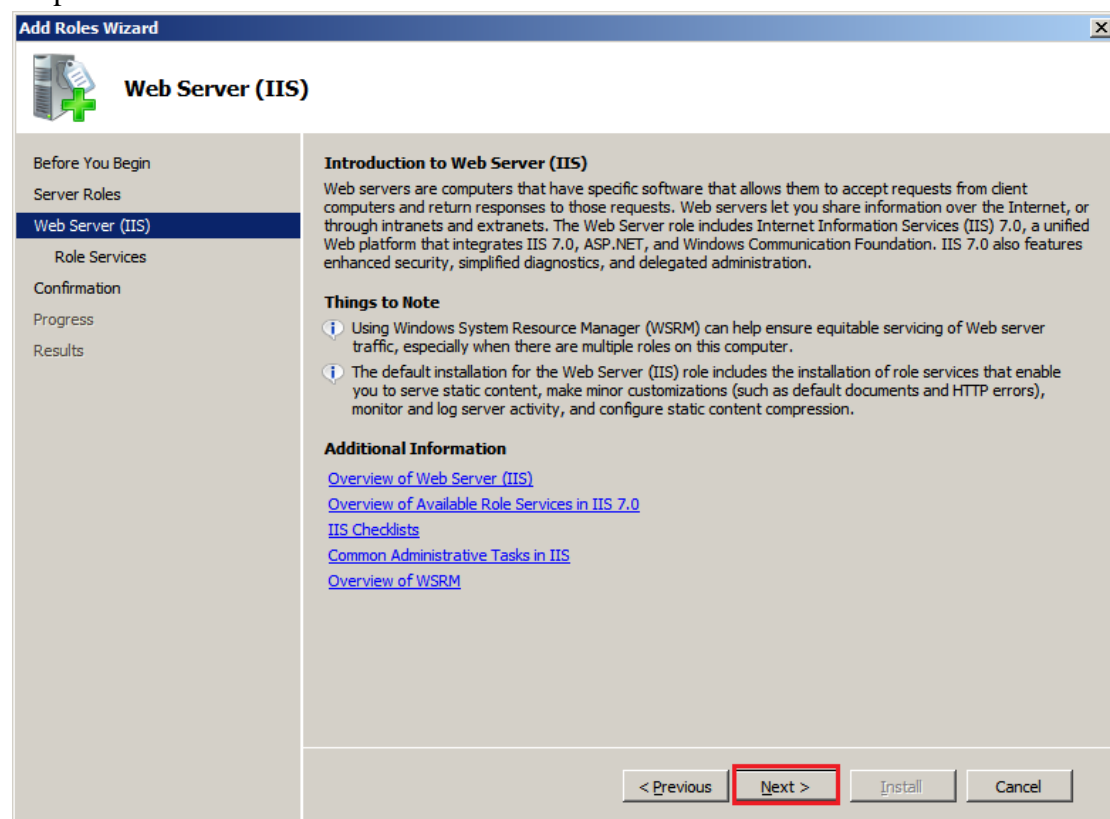 Add Roles Wizard
Web Server (IIS)
Before You Begin
Server Roles
Web Server (IIS)
Role Services
Confirmation
Progress
Results
Introduction to Web Server (IIS)
Web servers are computers that have specific software that allows them to accept requests from client
computers and return responses to those requests. Web servers let you share information over the Internet, or
through intranets and extranets. The Web Server role includes Internet Information Services (IIS) 7.0, a unified
Web platform that integrates IIS 7.0, ASP.NET, and Windows Communication Foundation. IIS 7.0 also features
enhanced security, simplified diagnostics, and delegated administration.
Things to Note
Using Windows System Resource Manager (WSRM) can help ensure equitable servicing of Web server
traffic, especially when there are multiple roles on this computer.
The default installation for the Web Server (IIS) role includes the installation of role services that enable
you to serve static content, make minor customizations (such as default documents and HTTP errors),
monitor and log server activity, and configure static content compression.
Additional Information
Overview of Web Server (IIS)
Overview of Available Role Services in IIS 7.0
IIS Checklists
Common Administrative Tasks in IIS
Overview of WSRM
< Previous
Next >
Install
Cancel